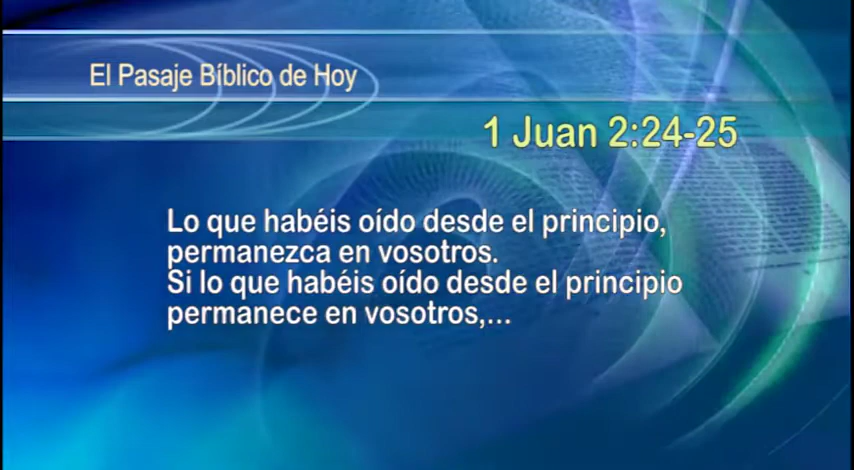 El Pasaje Bíblico de Hoy
1 Juan 2:24-25
Lo que habéis oído desde el principio,
permanezca en vosotros.
Si lo que habéis oído desde el principio
permanece en vosotros,...